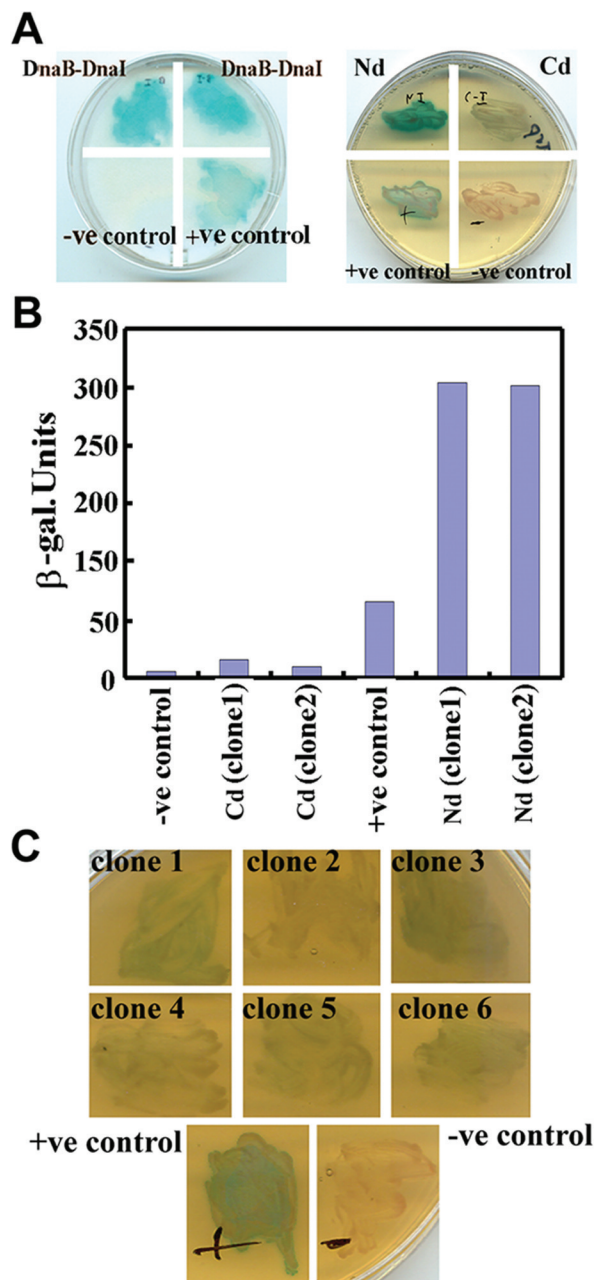 A
DnaB-DnaI DnaB-DnaI
-ve control +ve control
Nd Cd
N I C-I
+ -
+ve control -ve control
B
β-gal. Units
350
300
250
200
150
50
0
-ve control
Cd (clone1)
Cd (clone2)
+ve control
Nd (clone1)
Nd (clone2)
C
clone 1 clone 2 clone 3
clone 4 clone 5 clone 6
+ve control -ve control
+ -